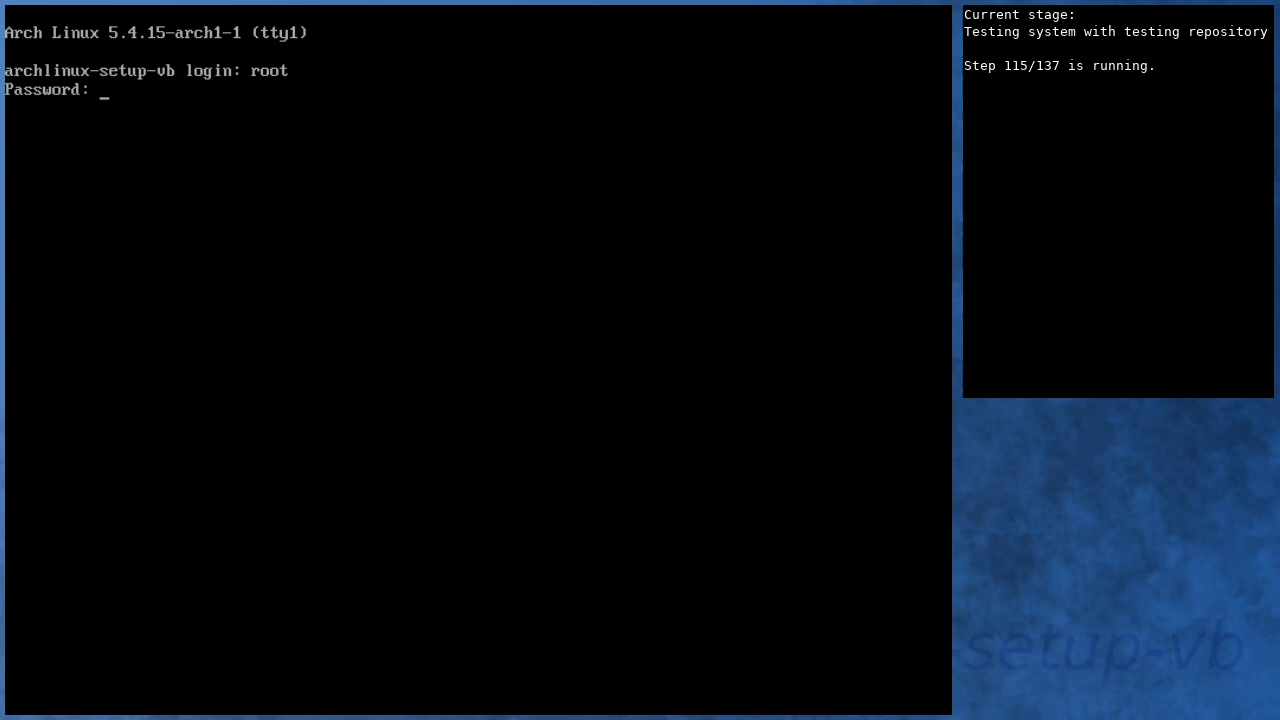 Arch Linux 5.4.15-arch1-1 (tty1)
archlinux-setup-vb login: root
Password: _
Current stage:
Testing system with testing repository
Step 115/137 is running.
-setup-vb